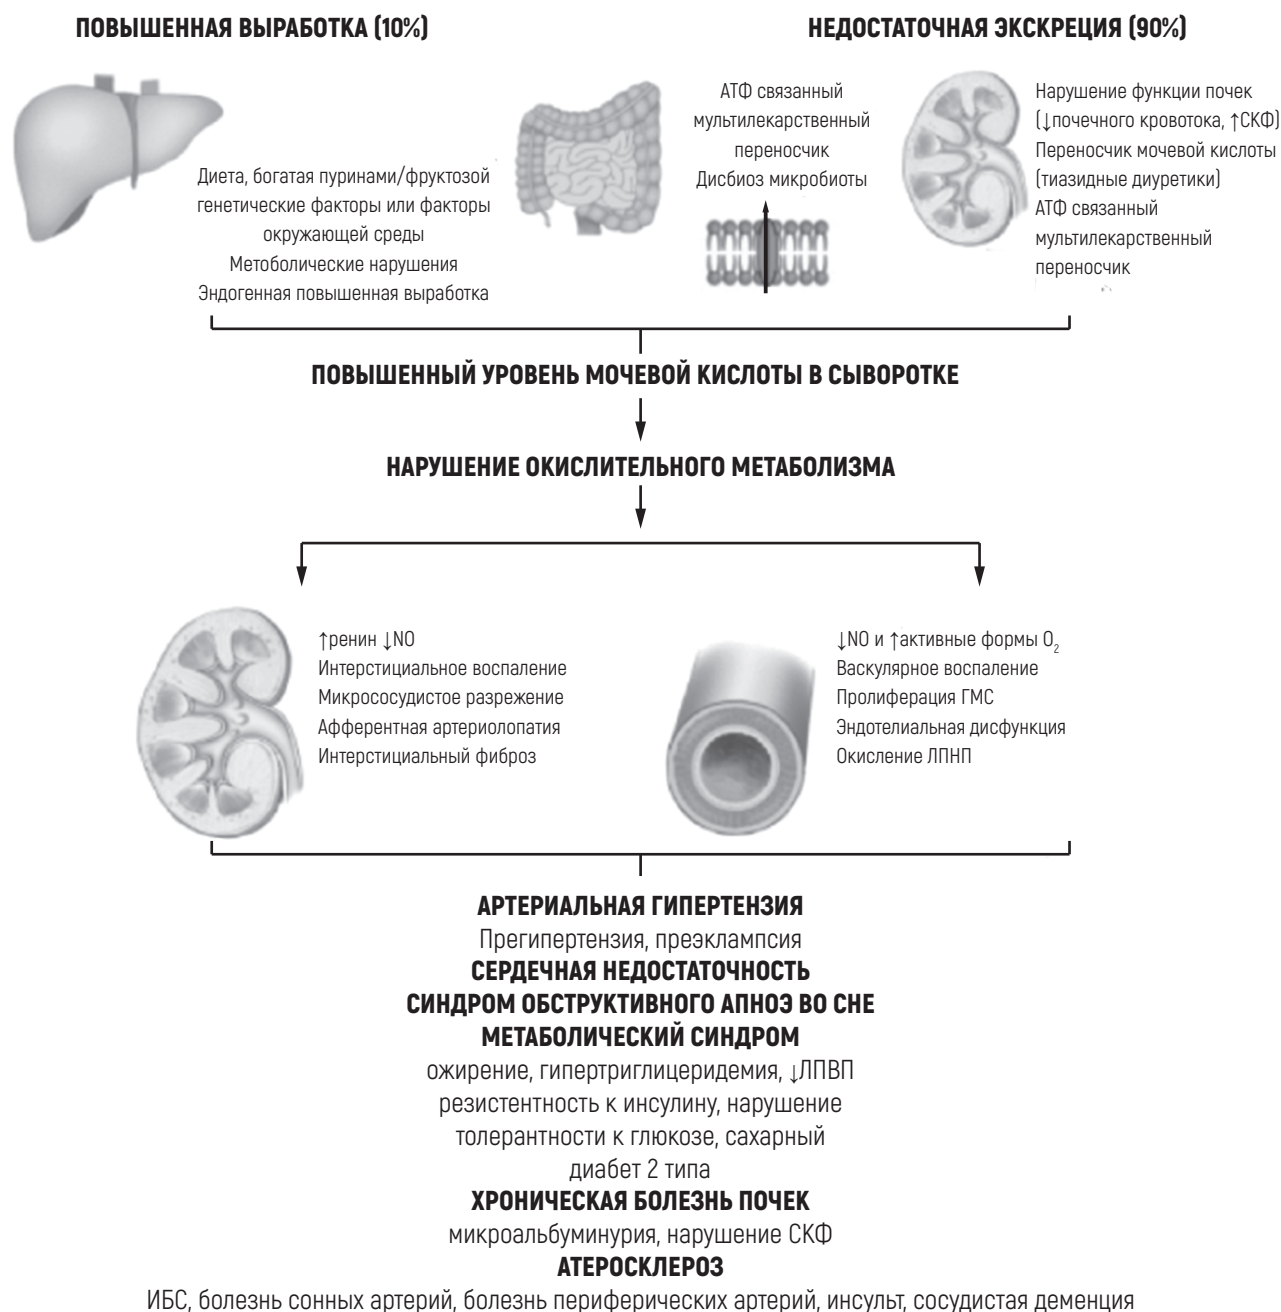 ПОВЫШЕННАЯ ВЫРАБОТКА (10%)
НЕДОСТАТОЧНАЯ ЭКСКРЕЦИЯ (90%)
Диета, богатая пуринами/фруктозой
генетические факторы или факторы
окружающей среды
Метоболические нарушения
Эндогенная повышенная выработка
АТФ связанный
мультилекарственный
переносчик
Дисбиоз микробиоты
Нарушение функции почек
(↓почечного кровотока, ↑СКФ)
Переносчик мочевой кислоты
(тиазидные диуретики)
АТФ связанный
мультилекарственный
переносчик
ПОВЫШЕННЫЙ УРОВЕНЬ МОЧЕВОЙ КИСЛОТЫ В СЫВОРОТКЕ
НАРУШЕНИЕ ОКИСЛИТЕЛЬНОГО МЕТАБОЛИЗМА
↑ренин ↓NO
Интерстициальное воспаление
Микрососудистое разрежение
Афферентная артериолопатия
Интерстициальный фиброз
↓NO и ↑активные формы O₂
Васкулярное воспаление
Пролиферация ГМС
Эндотелиальная дисфункция
Окисление ЛПНП
АРТЕРИАЛЬНАЯ ГИПЕРТЕНЗИЯ
Прегипертензия, преэклампсия
СЕРДЕЧНАЯ НЕДОСТАТОЧНОСТЬ
СИНДРОМ ОБСТРУКТИВНОГО АПНОЭ ВО СНЕ
МЕТАБОЛИЧЕСКИЙ СИНДРОМ
ожирение, гипертриглицеридемия, ↓ЛПВП
резистентность к инсулину, нарушение
толерантности к глюкозе, сахарный
диабет 2 типа
ХРОНИЧЕСКАЯ БОЛЕЗНЬ ПОЧЕК
микроальбуминурия, нарушение СКФ
АТЕРОСКЛЕРОЗ
ИБС, болезнь сонных артерий, болезнь периферических артерий, инсульт, сосудистая деменция